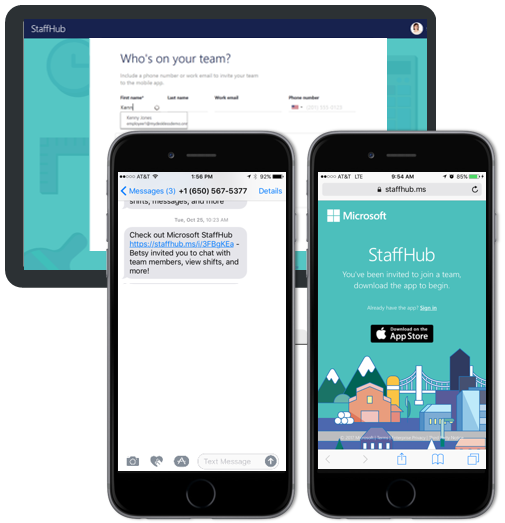 StaffHub
Who's on your team?
Include a phone number or work email to invite your team
to the mobile app.
First name* Last name Work email Phone number
Kenn
Kenny Jones
AT&T 1:56 PM 92%
Messages (3) +1 (650) 567-5377 Details
shifts, messages, and more
Tue, Oct 25, 10:23 AM
Check out Microsoft StaffHub
https://staffhub.ms/i/3FBgKEa -
Betsy invited you to chat with
team members, view shifts, and
more!
Text Message
AT&T LTE 9:54 AM 85%
staffhub.ms
Microsoft
StaffHub
You've been invited to join a team,
download the app to begin.
Already have the app? Sign in
Download on the
App Store